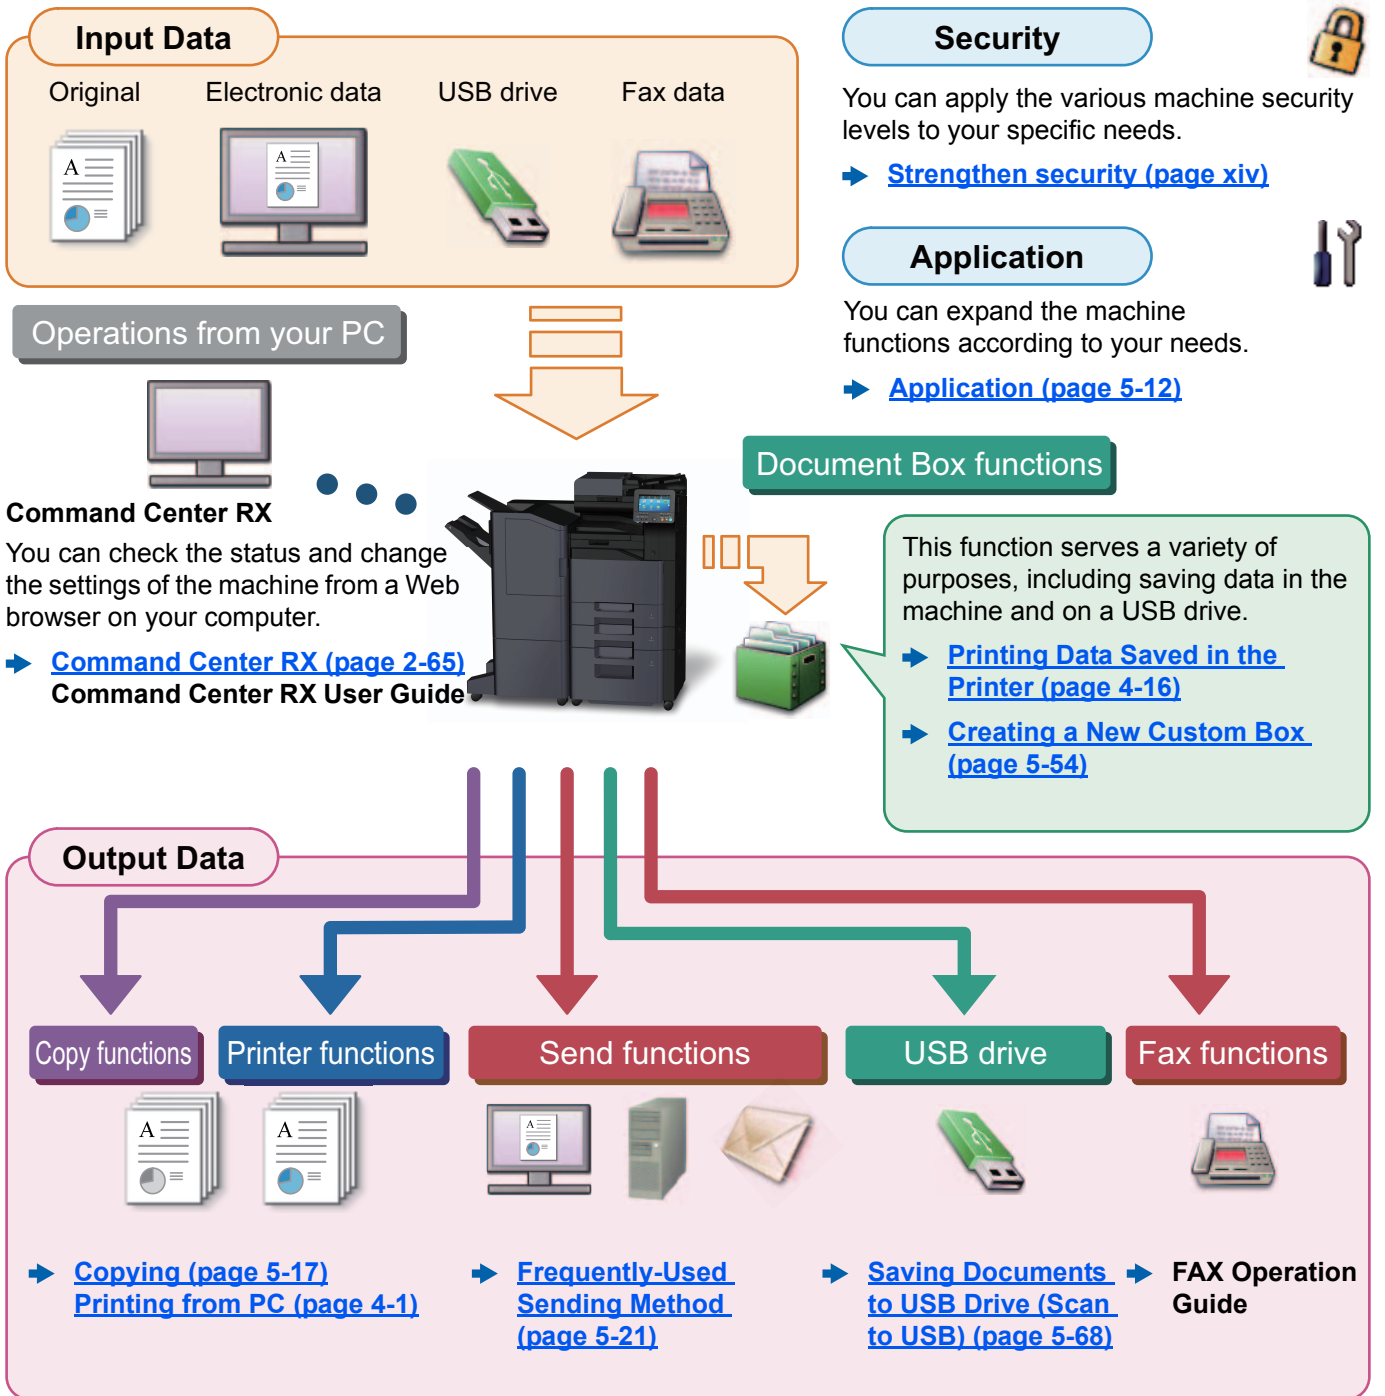 Input Data
Original
Electronic data
USB drive
Fax data
Security
You can apply the various machine security
levels to your specific needs.
Strengthen security (page xiv)
Application
You can expand the machine
functions according to your needs.
Application (page 5-12)
Operations from your PC
Command Center RX
You can check the status and change
the settings of the machine from a Web
browser on your computer.
Command Center RX (page 2-65)
Command Center RX User Guide
Document Box functions
This function serves a variety of
purposes, including saving data in the
machine and on a USB drive.
Printing Data Saved in the
Printer (page 4-16)
Creating a New Custom Box
(page 5-54)
Output Data
Copy functions
Printer functions
Send functions
USB drive
Fax functions
A
A
A
A
A
Copying (page 5-17)
Printing from PC (page 4-1)
Frequently-Used
Sending Method
(page 5-21)
Saving Documents
to USB Drive (Scan
to USB) (page 5-68)
FAX Operation
Guide